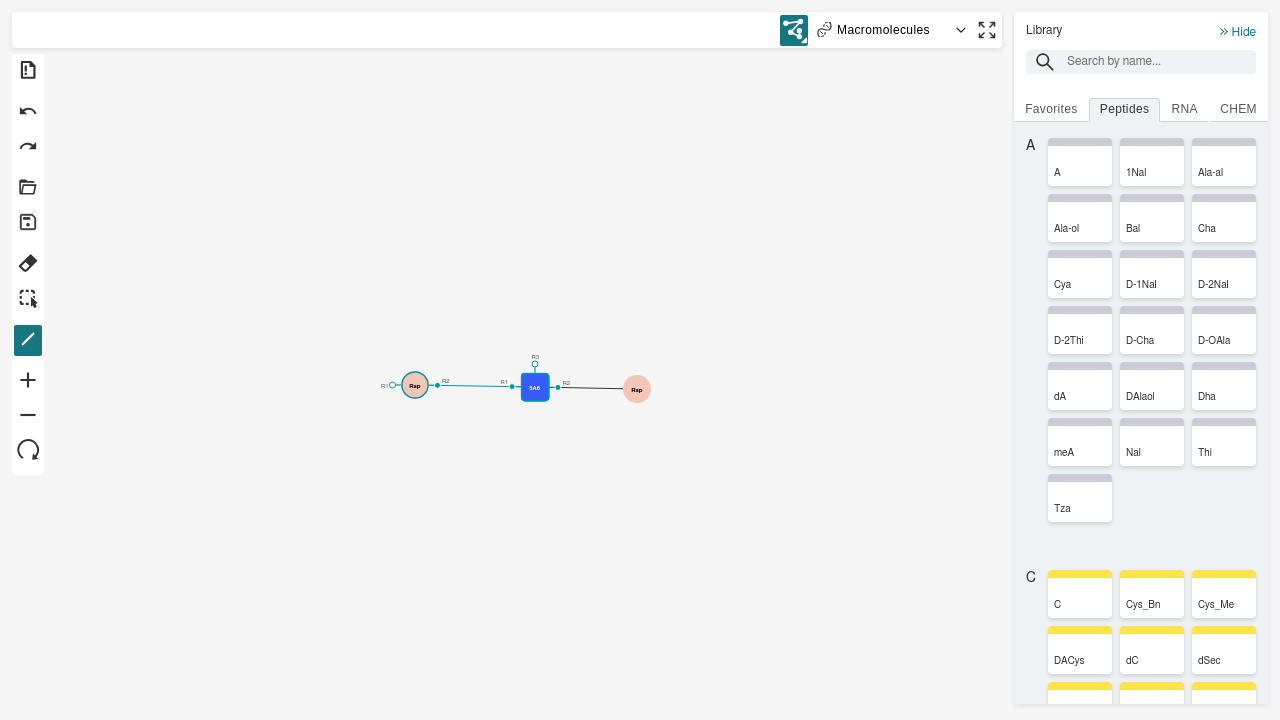 Macromolecules
Library
Hide
Search by name...
Favorites
Peptides
RNA
CHEM
A
A
1Nal
Ala-al
Ala-ol
Bal
Cha
Cya
D-1Nal
D-2Nal
D-2Thi
D-Cha
D-OAla
dA
DAlaol
Dha
meA
Nal
Thi
Tza
C
C
Cys_Bn
Cys_Me
DACys
dC
dSec
R3
R1
Rsp
R2
R1
SA6
R2
Rsp